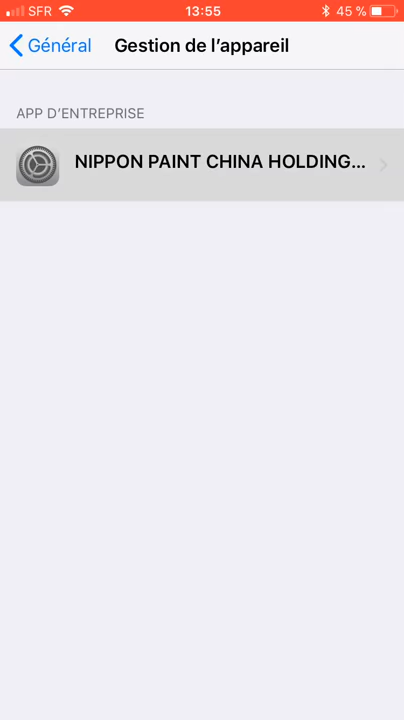 SFR 13:55 45 %
Général Gestion de l’appareil
APP D’ENTREPRISE
NIPPON PAINT CHINA HOLDING...